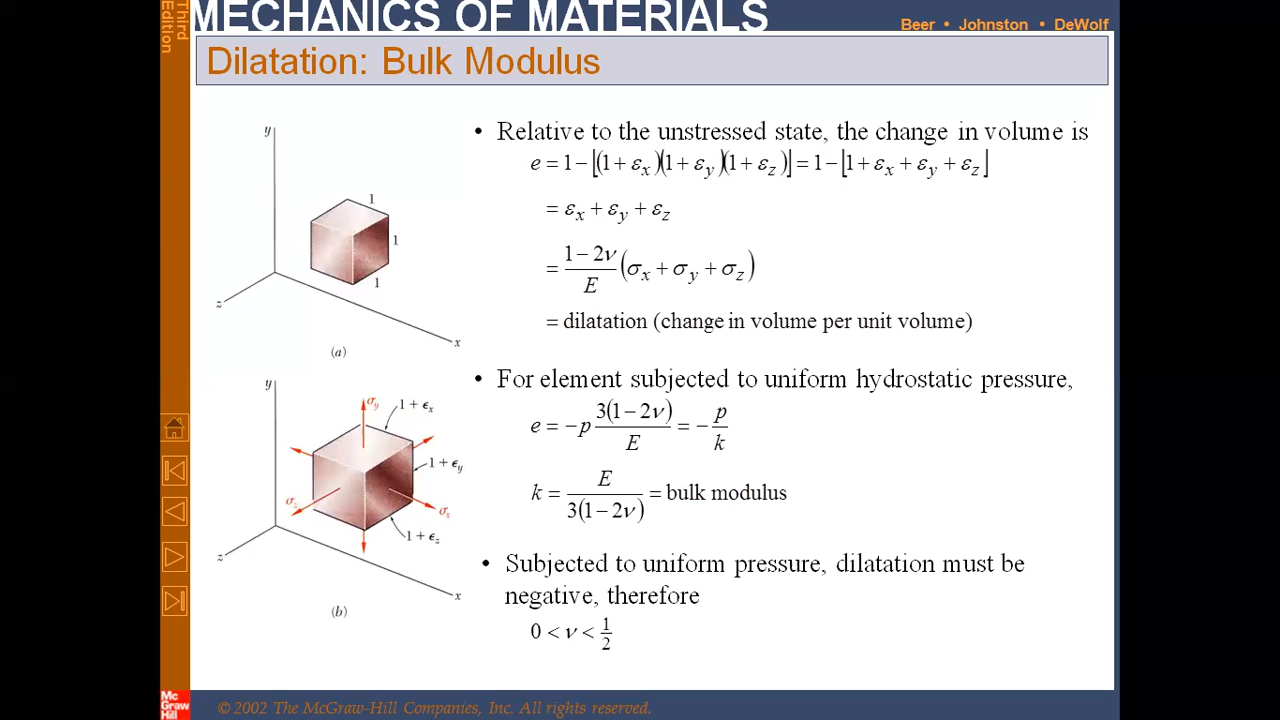 Third
Edition
MECHANICS OF MATERIALS
Beer • Johnston • DeWolf
Dilatation: Bulk Modulus
y
1
1
1
z
x
(a)
• Relative to the unstressed state, the change in volume is
e = 1 − [(1 + εx)(1 + εy)(1 + εz)] = 1 − [1 + εx + εy + εz]
= εx + εy + εz
= (1 − 2ν)/E (σx + σy + σz)
= dilatation (change in volume per unit volume)
y
σy
1 + ϵx
1 + ϵy
σz
σx
1 + ϵz
z
x
(b)
• For element subjected to uniform hydrostatic pressure,
e = −p 3(1 − 2ν)/E = − p/k
k = E/3(1 − 2ν) = bulk modulus
• Subjected to uniform pressure, dilatation must be
negative, therefore
0 < ν < 1/2
Mc
Graw
Hill
© 2002 The McGraw-Hill Companies, Inc. All rights reserved.